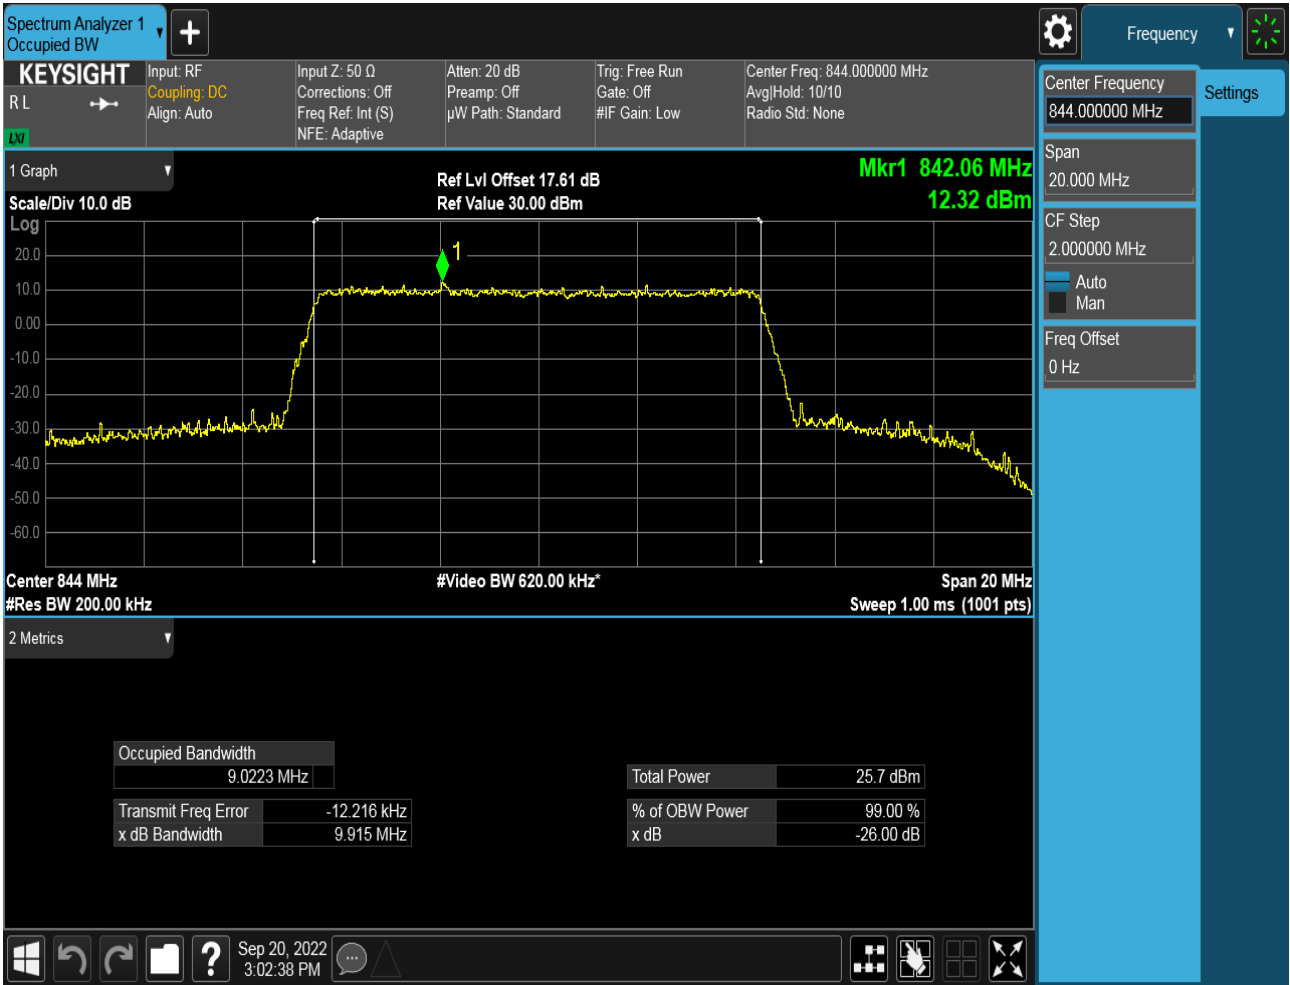 Spectrum Analyzer 1
Occupied BW
Frequency
KEYSIGHT
R L
LXI
Input: RF
Coupling: DC
Align: Auto
Input Z: 50 Ω
Corrections: Off
Freq Ref: Int (S)
NFE: Adaptive
Atten: 20 dB
Preamp: Off
µW Path: Standard
Trig: Free Run
Gate: Off
#IF Gain: Low
Center Freq: 844.000000 MHz
Avg|Hold: 10/10
Radio Std: None
Center Frequency
844.000000 MHz
Settings
Span
20.000 MHz
CF Step
2.000000 MHz
Auto
Man
Freq Offset
0 Hz
1 Graph
Scale/Div 10.0 dB
Ref Lvl Offset 17.61 dB
Ref Value 30.00 dBm
Mkr1 842.06 MHz
12.32 dBm
Log
1
20.0
10.0
0.00
-10.0
-20.0
-30.0
-40.0
-50.0
-60.0
Center 844 MHz
#Video BW 620.00 kHz*
Span 20 MHz
#Res BW 200.00 kHz
Sweep 1.00 ms (1001 pts)
2 Metrics
Occupied Bandwidth
9.0223 MHz
Total Power 25.7 dBm
Transmit Freq Error -12.216 kHz
% of OBW Power 99.00 %
x dB Bandwidth 9.915 MHz
x dB -26.00 dB
?
Sep 20, 2022
3:02:38 PM